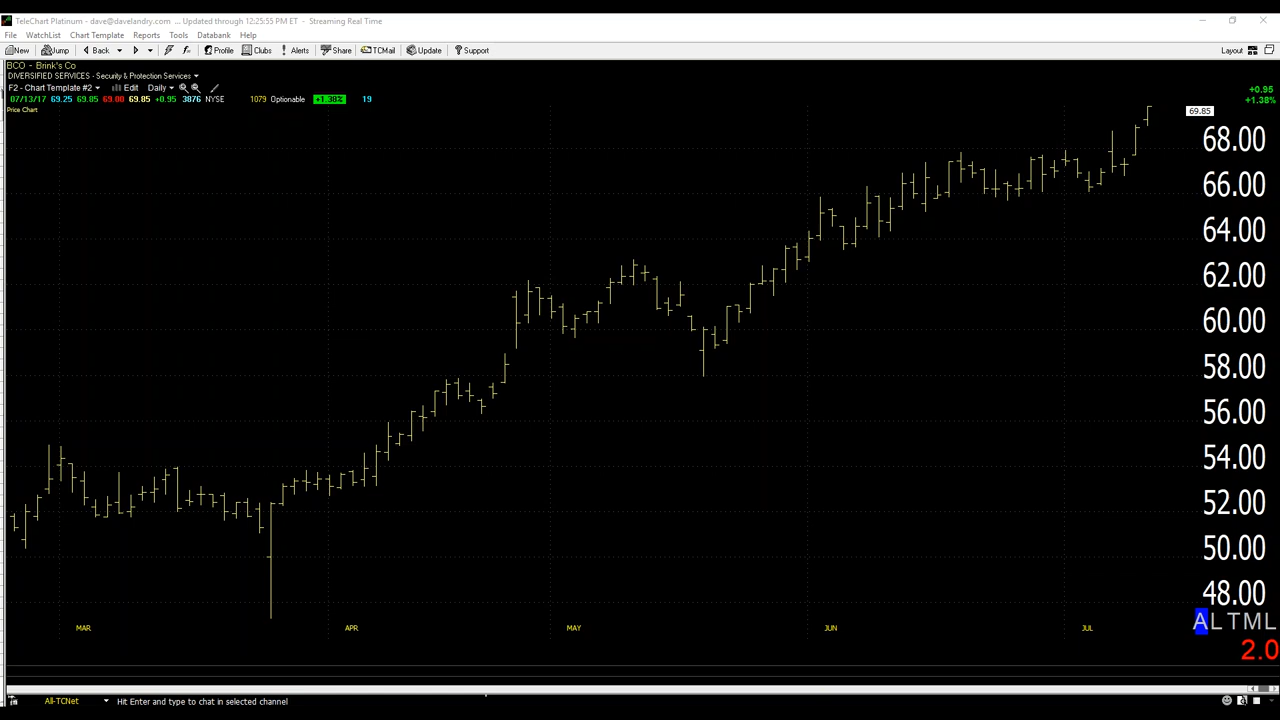 TeleChart Platinum - dave@davelandry.com ... Updated through 12:25:55 PM ET - Streaming Real Time
File WatchList Chart Template Reports Tools Databank Help
New Jump Back Profile Clubs Alerts Share TCMail Update Support Layout
BCO - Brink's Co
DIVERSIFIED SERVICES - Security & Protection Services
F2 - Chart Template #2 Edit Daily
07/13/17 69.25 69.85 69.00 69.85 +0.95 3876 NYSE 1079 Optionable +1.38% 19
Price Chart
+0.95
+1.38%
69.85
68.00
66.00
64.00
62.00
60.00
58.00
56.00
54.00
52.00
50.00
48.00
MAR APR MAY JUN JUL
ALTML
2.0
All-TCNet Hit Enter and type to chat in selected channel